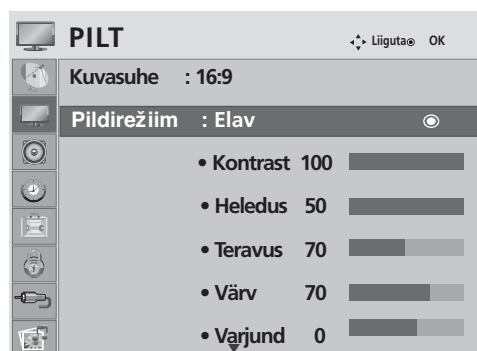 PILT Liiguta OK
Kuvasuhe : 16:9
Pildirežiim : Elav
• Kontrast 100
• Heledus 50
• Teravus 70
• Värv 70
• Varjund 0